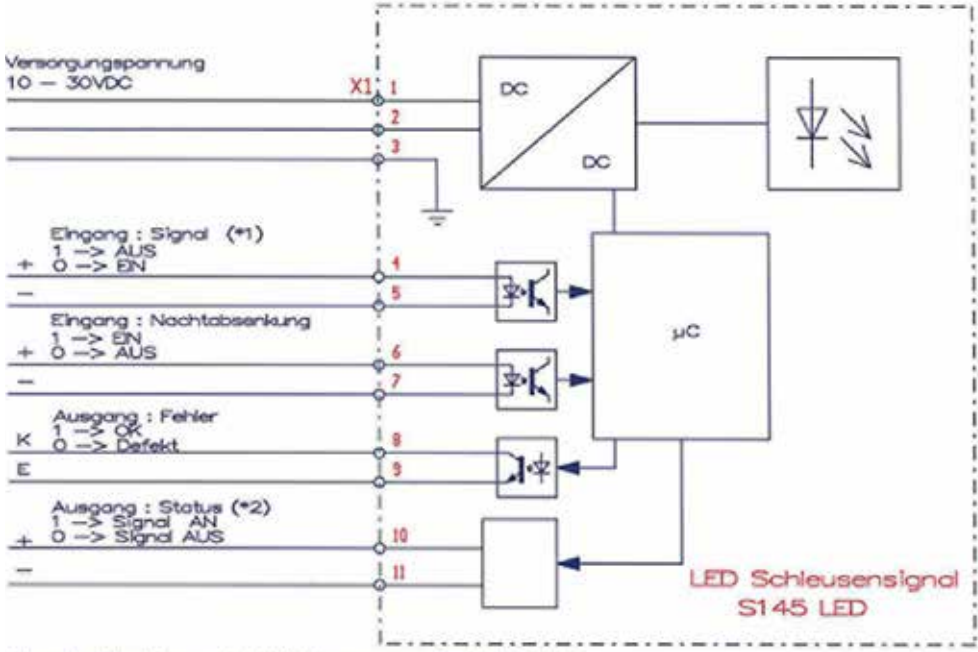 Versorgungspannung
10 – 30VDC
X1
1
2
3
DC
DC
Eingang : Signal (*1)
1 -> AUS
0 -> EIN
+
4
-
5
Eingang : Nachtabsenkung
1 -> EIN
0 -> AUS
+
6
-
7
µC
Ausgang : Fehler
1 -> OK
0 -> Defekt
K
8
E
9
Ausgang : Status (*2)
1 -> Signal AN
0 -> Signal AUS
+
10
-
11
LED Schleusensignal
S145 LED